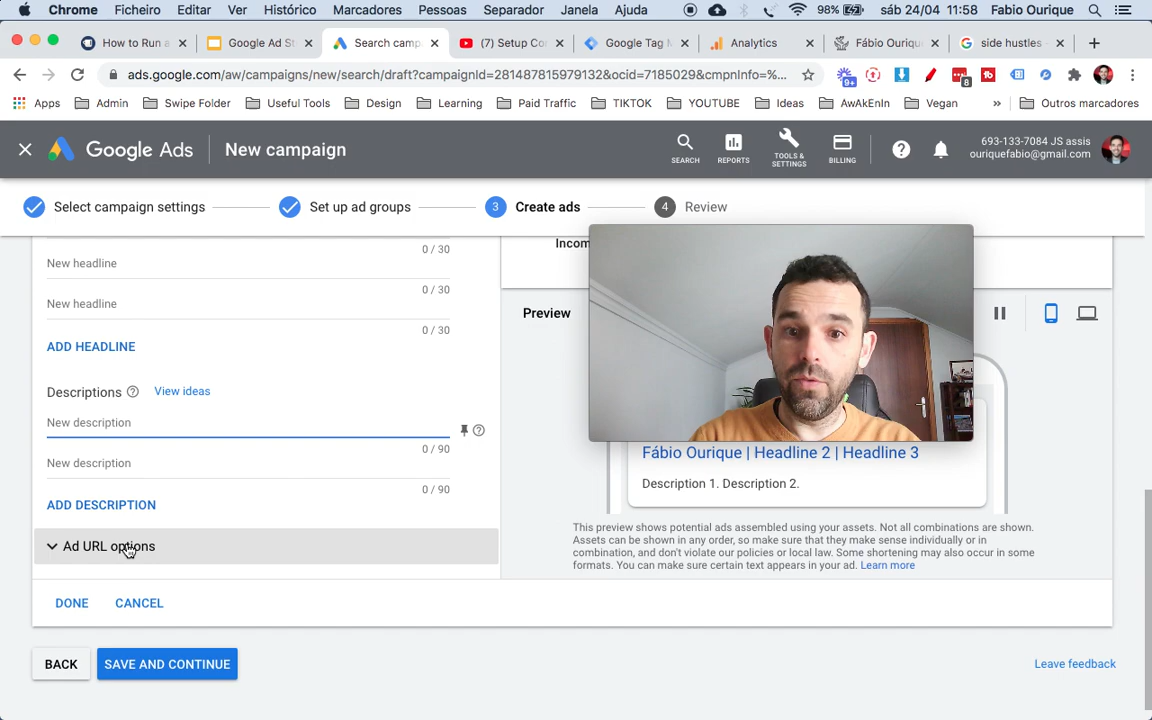 Chrome Ficheiro Editar Ver Histórico Marcadores Pessoas Separador Janela Ajuda 98% sáb 24/04 11:58 Fabio Ourique
How to Run a Google Ad St Search camp (7) Setup Co Google Tag M Analytics Fábio Ouriqu side hustles
ads.google.com/aw/campaigns/new/search/draft?campaignId=281487815979132&ocid=7185029&cmpnInfo=%... 9+ 8
Apps Admin Swipe Folder Useful Tools Design Learning Paid Traffic TIKTOK YOUTUBE Ideas AwAkEnIn Vegan » Outros marcadores
Google Ads New campaign SEARCH REPORTS TOOLS & SETTINGS BILLING 693-133-7084 JS assis
ouriquefabio@gmail.com
Select campaign settings Set up ad groups 3 Create ads 4 Review
0 / 30
Incom
New headline
0 / 30
New headline
Preview
0 / 30
ADD HEADLINE
Descriptions View ideas
New description
0 / 90
Fábio Ourique | Headline 2 | Headline 3
New description
Description 1. Description 2.
0 / 90
ADD DESCRIPTION
This preview shows potential ads assembled using your assets. Not all combinations are shown.
Assets can be shown in any order, so make sure that they make sense individually or in
combination, and don't violate our policies or local law. Some shortening may also occur in some
formats. You can make sure certain text appears in your ad. Learn more
Ad URL options
DONE CANCEL
BACK SAVE AND CONTINUE Leave feedback